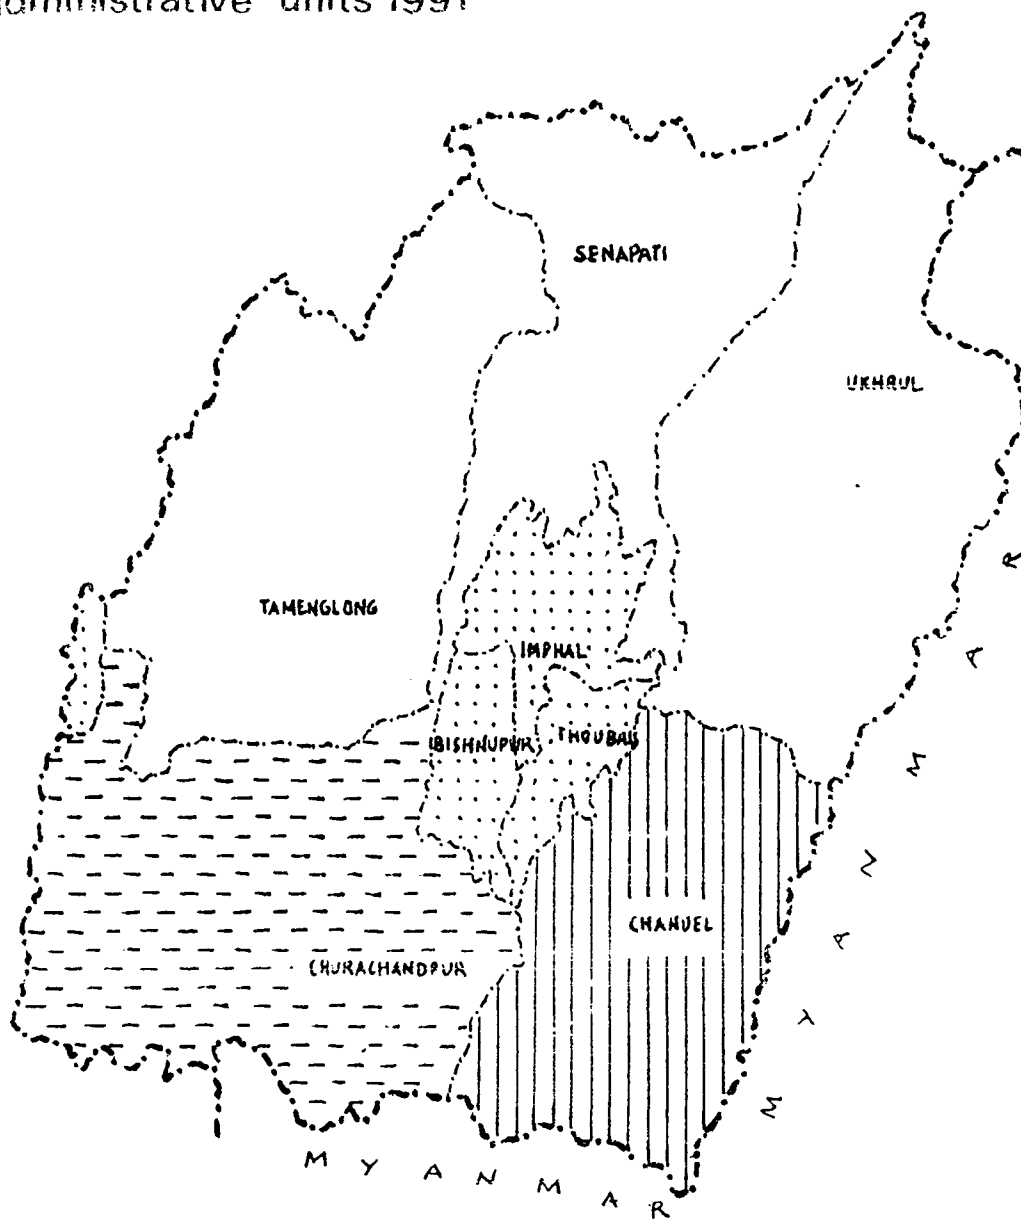 administrative units 1991
SENAPATI
UKHRUL
TAMENGLONG
IMPHAL
BISHNUPUR
THOUBAL
CHANDEL
CHURACHANDPUR
MYANMAR
MYANMAR